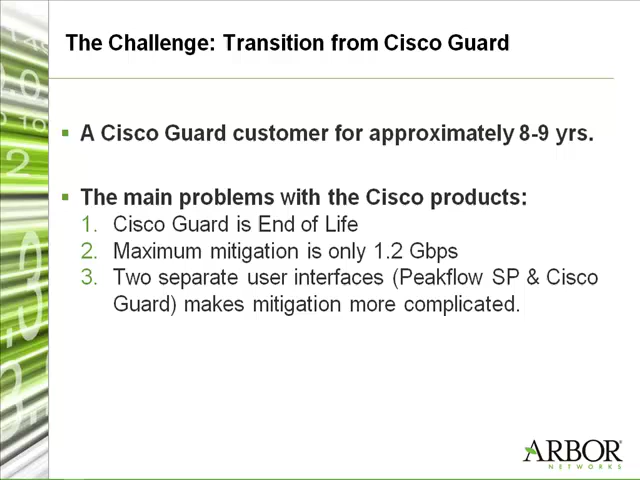 The Challenge: Transition from Cisco Guard
▪ A Cisco Guard customer for approximately 8-9 yrs.
▪ The main problems with the Cisco products:
1. Cisco Guard is End of Life
2. Maximum mitigation is only 1.2 Gbps
3. Two separate user interfaces (Peakflow SP & Cisco
Guard) makes mitigation more complicated.
ARBOR
NETWORKS